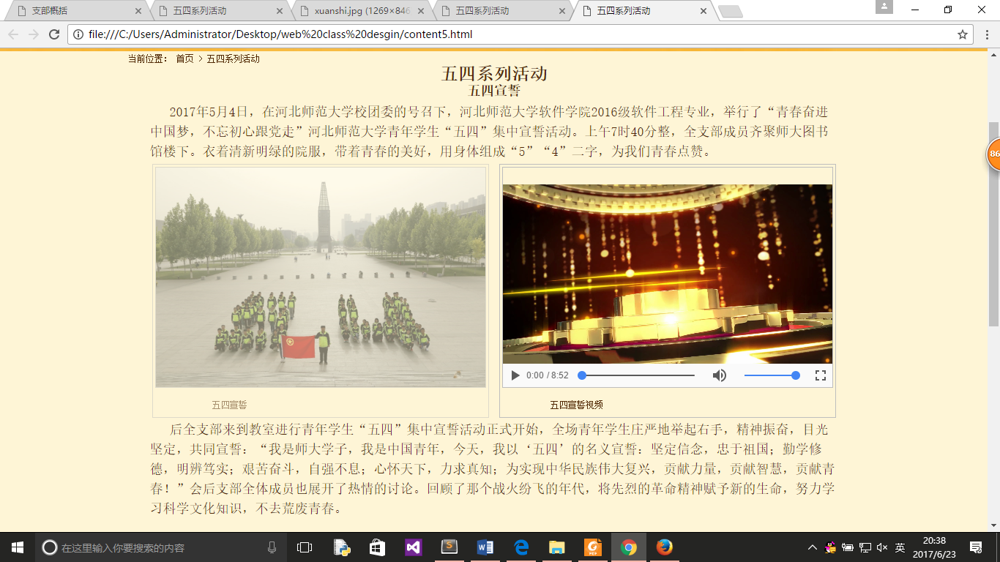 支部概括
五四系列活动
xuanshi.jpg (1269×846
五四系列活动
五四系列活动
file:///C:/Users/Administrator/Desktop/web%20class%20desgin/content5.html
当前位置： 首页 > 五四系列活动
五四系列活动
五四宣誓
2017年5月4日，在河北师范大学校团委的号召下，河北师范大学软件学院2016级软件工程专业，举行了“青春奋进
中国梦，不忘初心跟党走”河北师范大学青年学生“五四”集中宣誓活动。上午7时40分整，全支部成员齐聚师大图书
馆楼下。衣着清新明绿的院服，带着青春的美好，用身体组成“5”“4”二字，为我们青春点赞。
86
0:00 / 8:52
五四宣誓
五四宣誓视频
后全支部来到教室进行青年学生“五四”集中宣誓活动正式开始，全场青年学生庄严地举起右手，精神振奋，目光
坚定，共同宣誓：“我是师大学子，我是中国青年，今天，我以‘五四’的名义宣誓：坚定信念，忠于祖国；勤学修
德，明辨笃实；艰苦奋斗，自强不息；心怀天下，力求真知；为实现中华民族伟大复兴，贡献力量，贡献智慧，贡献青
春！”会后支部全体成员也展开了热情的讨论。回顾了那个战火纷飞的年代，将先烈的革命精神赋予新的生命，努力学
习科学文化知识，不去荒废青春。
在这里输入你要搜索的内容
英
20:38
2017/6/23